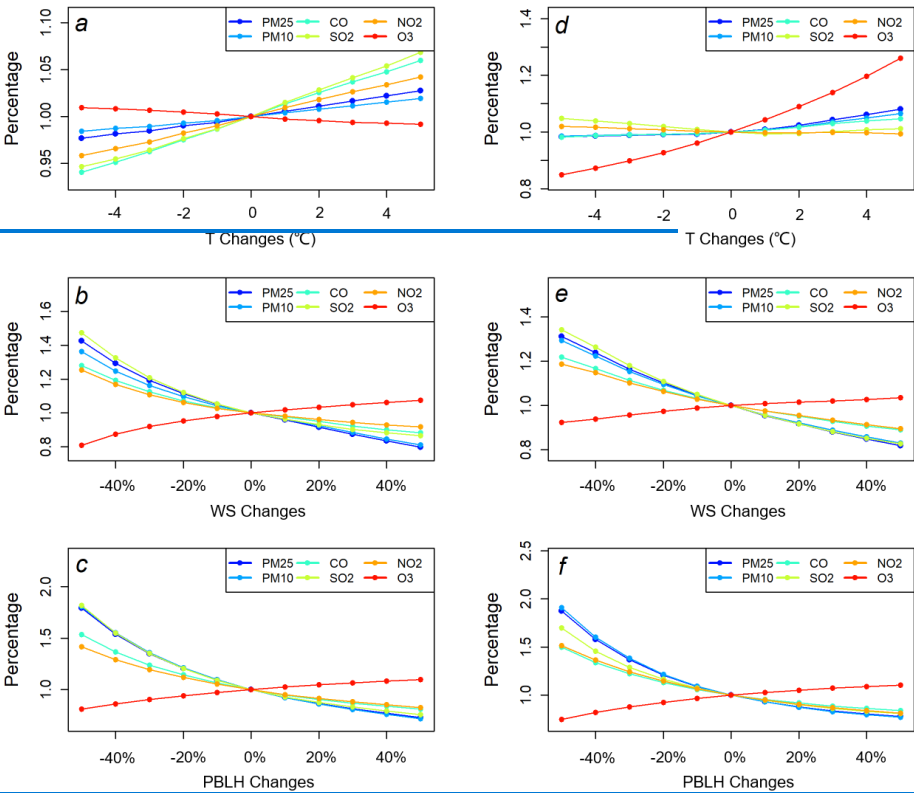 a
PM25 CO NO2
PM10 SO2 O3
Percentage
0.95 1.00 1.05 1.10
-4 -2 0 2 4
T Changes (℃)
d
PM25 CO NO2
PM10 SO2 O3
Percentage
0.8 1.0 1.2 1.4
-4 -2 0 2 4
T Changes (℃)
b
PM25 CO NO2
PM10 SO2 O3
Percentage
0.8 1.0 1.2 1.4 1.6
-40% -20% 0% 20% 40%
WS Changes
e
PM25 CO NO2
PM10 SO2 O3
Percentage
0.8 1.0 1.2 1.4
-40% -20% 0% 20% 40%
WS Changes
c
PM25 CO NO2
PM10 SO2 O3
Percentage
1.0 1.5 2.0
-40% -20% 0% 20% 40%
PBLH Changes
f
PM25 CO NO2
PM10 SO2 O3
Percentage
1.0 1.5 2.0 2.5
-40% -20% 0% 20% 40%
PBLH Changes